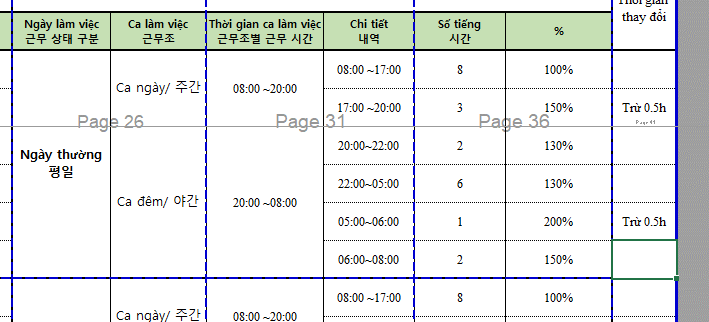 Thời gian
thay đổi
Ngày làm việc
근무 상태 구분
Ca làm việc
근무조
Thời gian ca làm việc
근무조별 근무 시간
Chi tiết
내역
Số tiếng
시간
%
Ngày thường
평일
Ca ngày/ 주간
08:00 ~20:00
08:00 ~17:00
8
100%
17:00 ~20:00
3
150%
Trừ 0.5h
Page 26
Page 31
Page 36
Page 41
Ca đêm/ 야간
20:00 ~08:00
20:00~22:00
2
130%
22:00~05:00
6
130%
05:00~06:00
1
200%
Trừ 0.5h
06:00~08:00
2
150%
Ca ngày/ 주간
08:00 ~20:00
08:00 ~17:00
8
100%